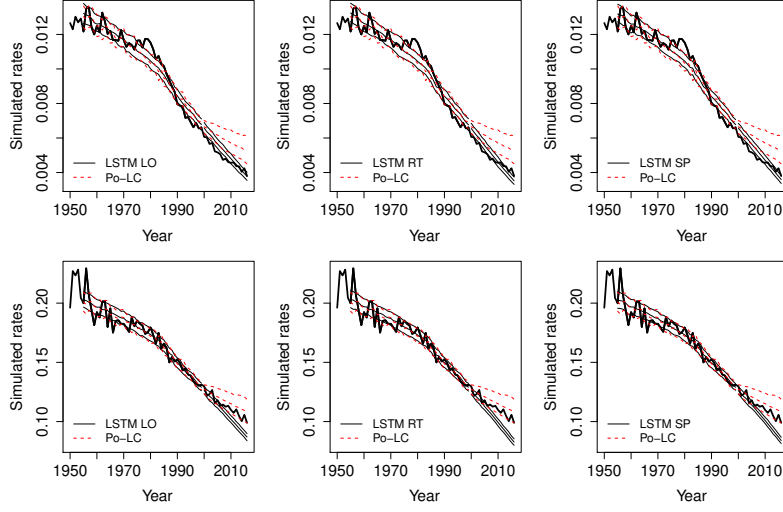 Simulated rates
0.004 0.008 0.012
LSTM LO
Po−LC
1950 1970 1990 2010
Year
Simulated rates
0.004 0.008 0.012
LSTM RT
Po−LC
1950 1970 1990 2010
Year
Simulated rates
0.004 0.008 0.012
LSTM SP
Po−LC
1950 1970 1990 2010
Year
Simulated rates
0.10 0.15 0.20
LSTM LO
Po−LC
1950 1970 1990 2010
Year
Simulated rates
0.10 0.15 0.20
LSTM RT
Po−LC
1950 1970 1990 2010
Year
Simulated rates
0.10 0.15 0.20
LSTM SP
Po−LC
1950 1970 1990 2010
Year